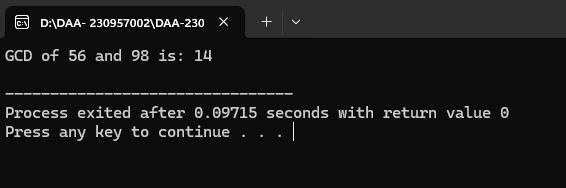 D:\DAA- 230957002\DAA-230
GCD of 56 and 98 is: 14
--------------------------------
Process exited after 0.09715 seconds with return value 0
Press any key to continue . . .